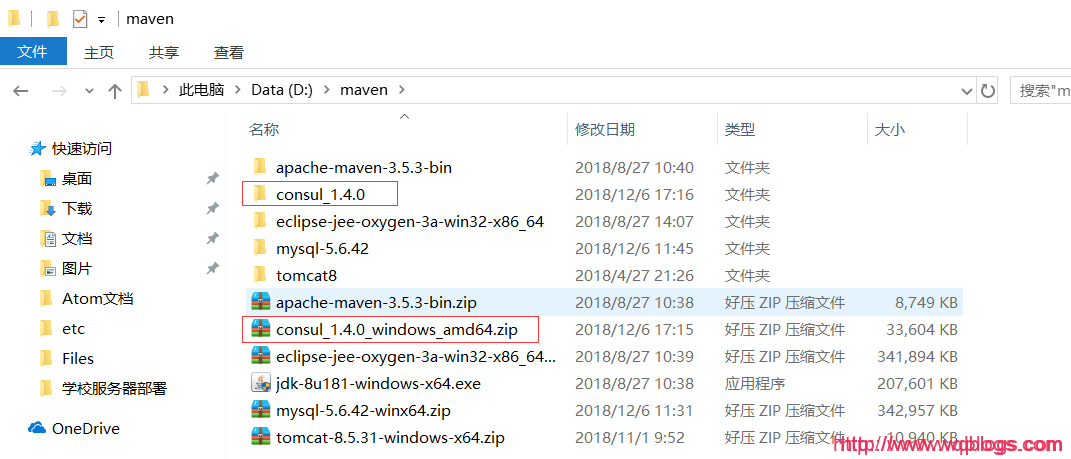 maven
文件 主页 共享 查看
此电脑 Data (D:) maven 搜索"m
名称 修改日期 类型 大小
快速访问
桌面
下载
文档
图片
Atom文档
etc
Files
学校服务器部署
OneDrive
apache-maven-3.5.3-bin 2018/8/27 10:40 文件夹
consul_1.4.0 2018/12/6 17:16 文件夹
eclipse-jee-oxygen-3a-win32-x86_64 2018/8/27 14:07 文件夹
mysql-5.6.42 2018/12/6 11:45 文件夹
tomcat8 2018/4/27 21:26 文件夹
apache-maven-3.5.3-bin.zip 2018/8/27 10:38 好压 ZIP 压缩文件 8,749 KB
consul_1.4.0_windows_amd64.zip 2018/12/6 17:15 好压 ZIP 压缩文件 33,604 KB
eclipse-jee-oxygen-3a-win32-x86_64... 2018/8/27 10:39 好压 ZIP 压缩文件 341,894 KB
jdk-8u181-windows-x64.exe 2018/8/27 10:38 应用程序 207,601 KB
mysql-5.6.42-winx64.zip 2018/12/6 11:31 好压 ZIP 压缩文件 342,957 KB
tomcat-8.5.31-windows-x64.zip 2018/11/1 9:52 好压 ZIP 压缩文件 10,940 KB
http://www.wqblogs.com